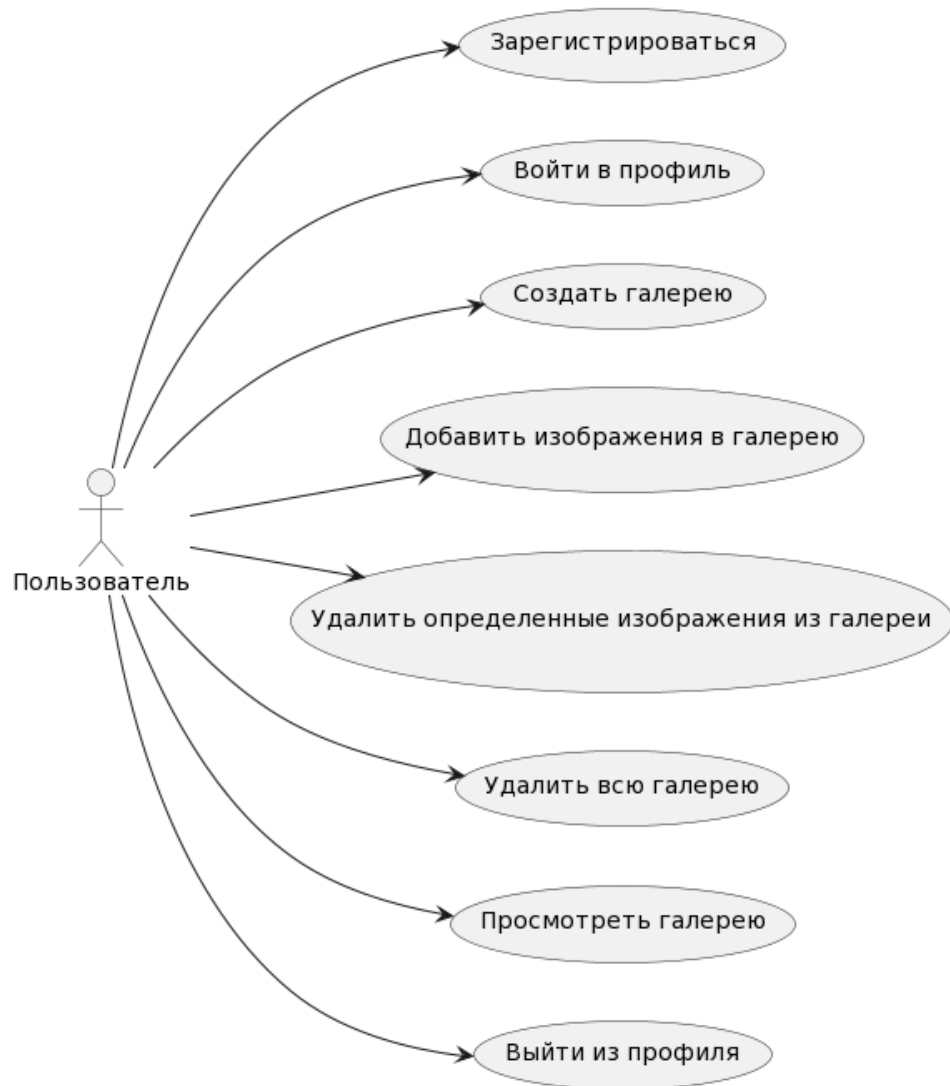 Зарегистрироваться
Войти в профиль
Создать галерею
Добавить изображения в галерею
Пользователь
Удалить определенные изображения из галереи
Удалить всю галерею
Просмотреть галерею
Выйти из профиля